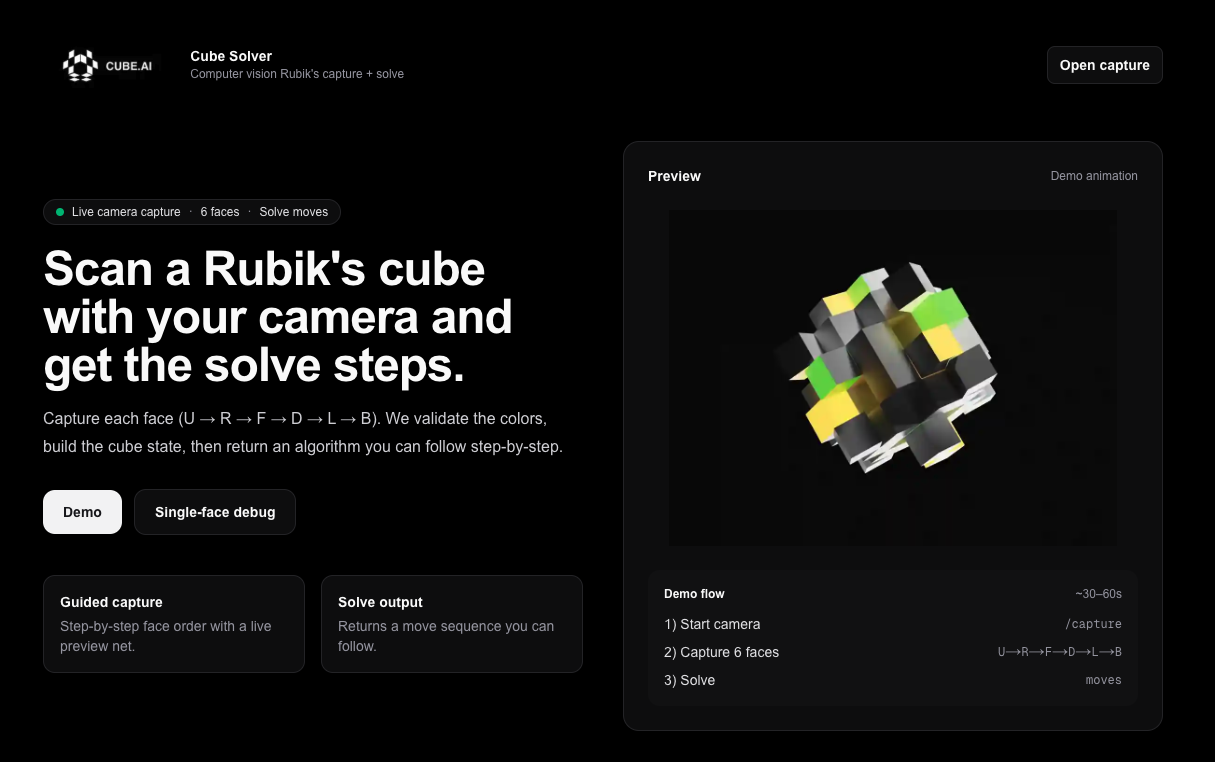 CUBE.AI
Cube Solver
Computer vision Rubik's capture + solve
Open capture
Live camera capture · 6 faces · Solve moves
Scan a Rubik's cube
with your camera and
get the solve steps.
Capture each face (U → R → F → D → L → B). We validate the colors,
build the cube state, then return an algorithm you can follow step-by-step.
Demo
Single-face debug
Guided capture
Step-by-step face order with a live
preview net.
Solve output
Returns a move sequence you can
follow.
Preview
Demo animation
Demo flow
~30–60s
1) Start camera
/capture
2) Capture 6 faces
U→R→F→D→L→B
3) Solve
moves